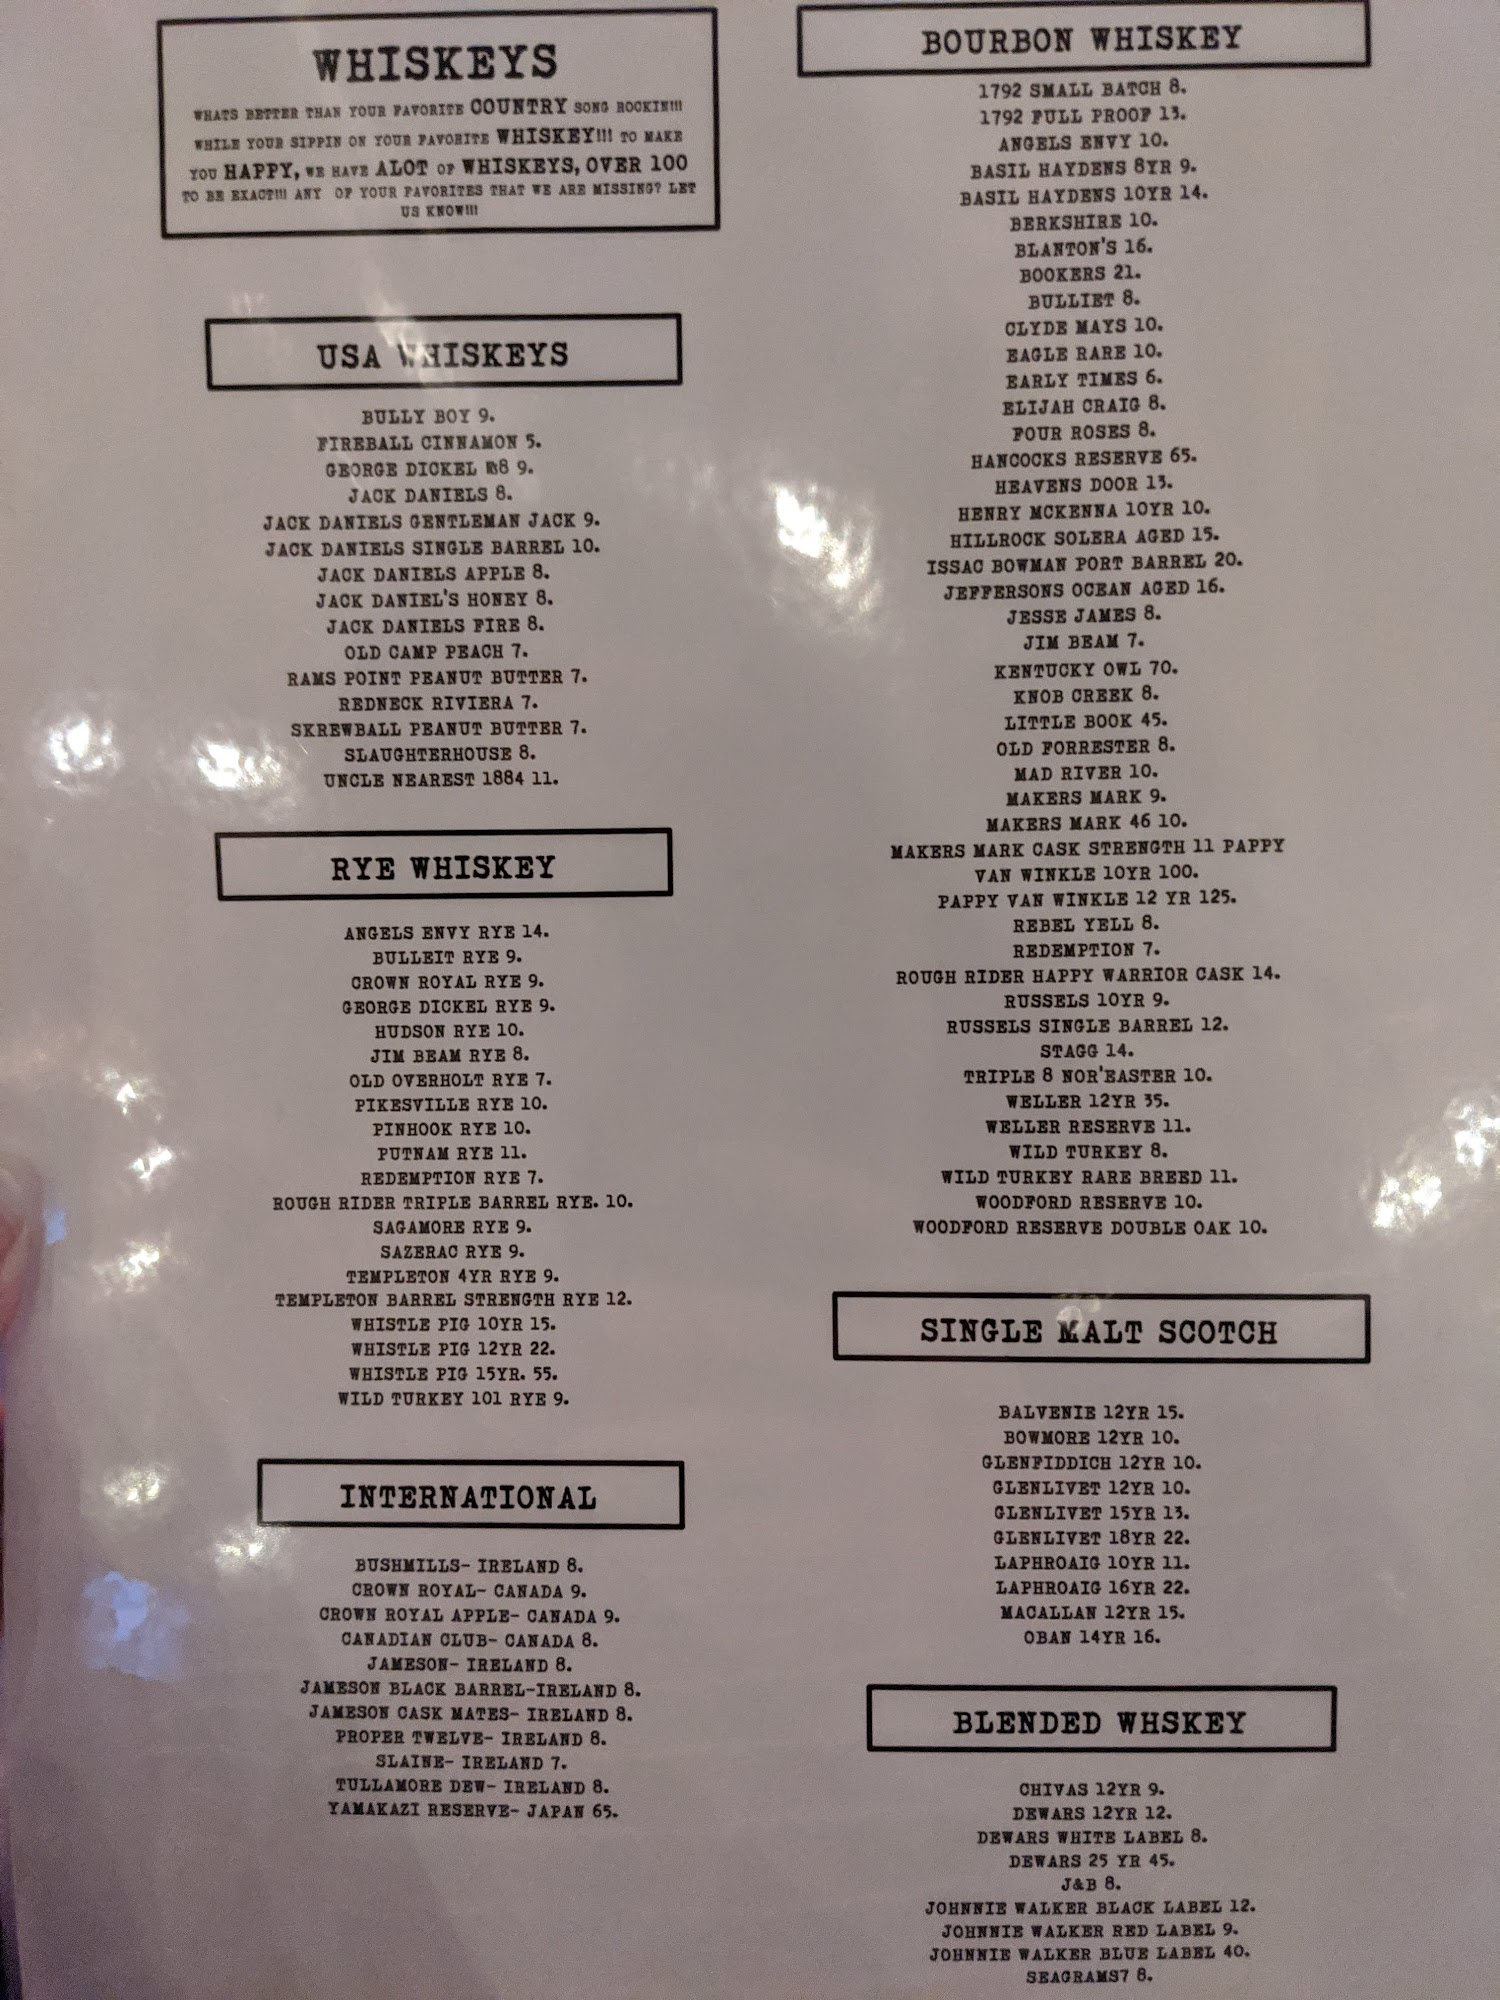 WHISKEYS
WHATS BETTER THAN YOUR FAVORITE COUNTRY SONG ROCKIN!!!
WHILE YOUR SIPPIN ON YOUR FAVORITE WHISKEY!!! TO MAKE
YOU HAPPY, WE HAVE ALOT OF WHISKEYS, OVER 100
TO BE EXACT!!! ANY OF YOUR FAVORITES THAT WE ARE MISSING? LET
US KNOW!!!
USA WHISKEYS
BULLY BOY 9.
FIREBALL CINNAMON 5.
GEORGE DICKEL 8 9.
JACK DANIELS 8.
JACK DANIELS GENTLEMAN JACK 9.
JACK DANIELS SINGLE BARREL 10.
JACK DANIELS APPLE 8.
JACK DANIEL'S HONEY 8.
JACK DANIELS FIRE 8.
OLD CAMP PEACH 7.
RAMS POINT PEANUT BUTTER 7.
REDNECK RIVIERA 7.
SKREWBALL PEANUT BUTTER 7.
SLAUGHTERHOUSE 8.
UNCLE NEAREST 1884 11.
RYE WHISKEY
ANGELS ENVY RYE 14.
BULLEIT RYE 9.
CROWN ROYAL RYE 9.
GEORGE DICKEL RYE 9.
HUDSON RYE 10.
JIM BEAM RYE 8.
OLD OVERHOLT RYE 7.
PIKESVILLE RYE 10.
PINHOOK RYE 10.
PUTNAM RYE 11.
REDEMPTION RYE 7.
ROUGH RIDER TRIPLE BARREL RYE. 10.
SAGAMORE RYE 9.
SAZERAC RYE 9.
TEMPLETON 4YR RYE 9.
TEMPLETON BARREL STRENGTH RYE 12.
WHISTLE PIG 10YR 15.
WHISTLE PIG 12YR 22.
WHISTLE PIG 15YR. 55.
WILD TURKEY 101 RYE 9.
INTERNATIONAL
BUSHMILLS- IRELAND 8.
CROWN ROYAL- CANADA 9.
CROWN ROYAL APPLE- CANADA 9.
CANADIAN CLUB- CANADA 8.
JAMESON- IRELAND 8.
JAMESON BLACK BARREL-IRELAND 8.
JAMESON CASK MATES- IRELAND 8.
PROPER TWELVE- IRELAND 8.
SLAINE- IRELAND 7.
TULLAMORE DEW- IRELAND 8.
YAMAKAZI RESERVE- JAPAN 65.
BOURBON WHISKEY
1792 SMALL BATCH 8.
1792 FULL PROOF 13.
ANGELS ENVY 10.
BASIL HAYDENS 8YR 9.
BASIL HAYDENS 10YR 14.
BERKSHIRE 10.
BLANTON'S 16.
BOOKERS 21.
BULLIET 8.
CLYDE MAYS 10.
EAGLE RARE 10.
EARLY TIMES 6.
ELIJAH CRAIG 8.
FOUR ROSES 8.
HANCOCKS RESERVE 65.
HEAVENS DOOR 13.
HENRY MCKENNA 10YR 10.
HILLROCK SOLERA AGED 15.
ISSAC BOWMAN PORT BARREL 20.
JEFFERSONS OCEAN AGED 16.
JESSE JAMES 8.
JIM BEAM 7.
KENTUCKY OWL 70.
KNOB CREEK 8.
LITTLE BOOK 45.
OLD FORRESTER 8.
MAD RIVER 10.
MAKERS MARK 9.
MAKERS MARK 46 10.
MAKERS MARK CASK STRENGTH 11 PAPPY
VAN WINKLE 10YR 100.
PAPPY VAN WINKLE 12 YR 125.
REBEL YELL 8.
REDEMPTION 7.
ROUGH RIDER HAPPY WARRIOR CASK 14.
RUSSELS 10YR 9.
RUSSELS SINGLE BARREL 12.
STAGG 14.
TRIPLE 8 NOR'EASTER 10.
WELLER 12YR 35.
WELLER RESERVE 11.
WILD TURKEY 8.
WILD TURKEY RARE BREED 11.
WOODFORD RESERVE 10.
WOODFORD RESERVE DOUBLE OAK 10.
SINGLE MALT SCOTCH
BALVENIE 12YR 15.
BOWMORE 12YR 10.
GLENFIDDICH 12YR 10.
GLENLIVET 12YR 10.
GLENLIVET 15YR 13.
GLENLIVET 18YR 22.
LAPHROAIG 10YR 11.
LAPHROAIG 16YR 22.
MACALLAN 12YR 15.
OBAN 14YR 16.
BLENDED WHSKEY
CHIVAS 12YR 9.
DEWARS 12YR 12.
DEWARS WHITE LABEL 8.
DEWARS 25 YR 45.
J&B 8.
JOHNNIE WALKER BLACK LABEL 12.
JOHNNIE WALKER RED LABEL 9.
JOHNNIE WALKER BLUE LABEL 40.
SEAGRAMS7 8.